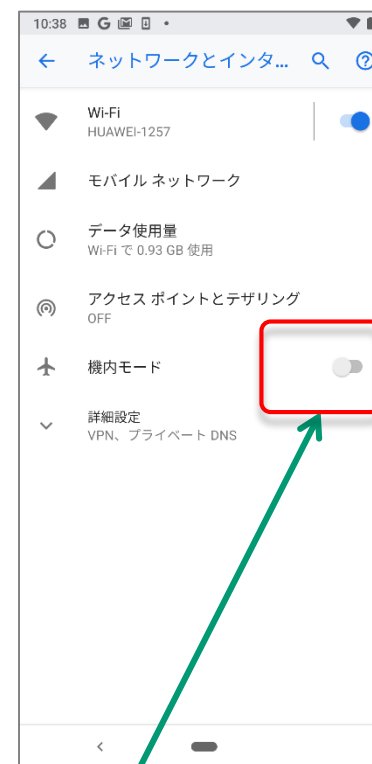 10:38
ネットワークとインタ...
Wi-Fi
HUAWEI-1257
モバイル ネットワーク
データ使用量
Wi-Fi で 0.93 GB 使用
アクセス ポイントとテザリング
OFF
機内モード
詳細設定
VPN、プライベート DNS